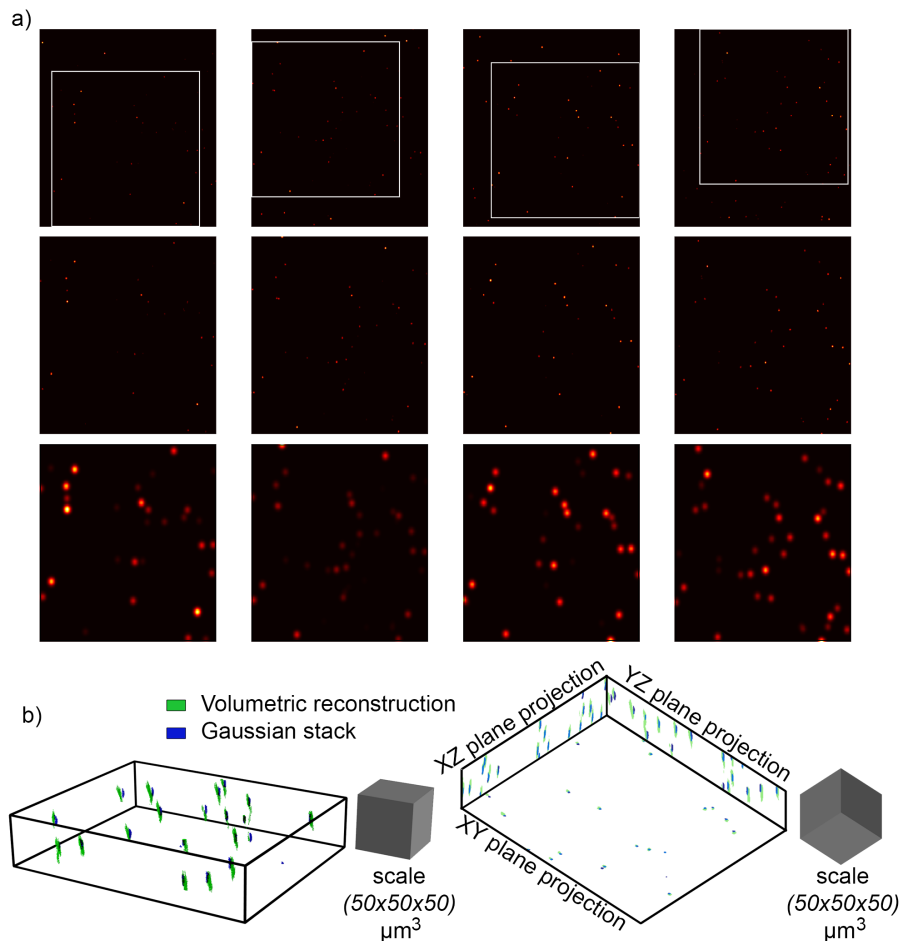 a)
b)
Volumetric reconstruction
Gaussian stack
XZ plane projection
YZ plane projection
XY plane projection
scale
(50x50x50)
µm³
scale
(50x50x50)
µm³